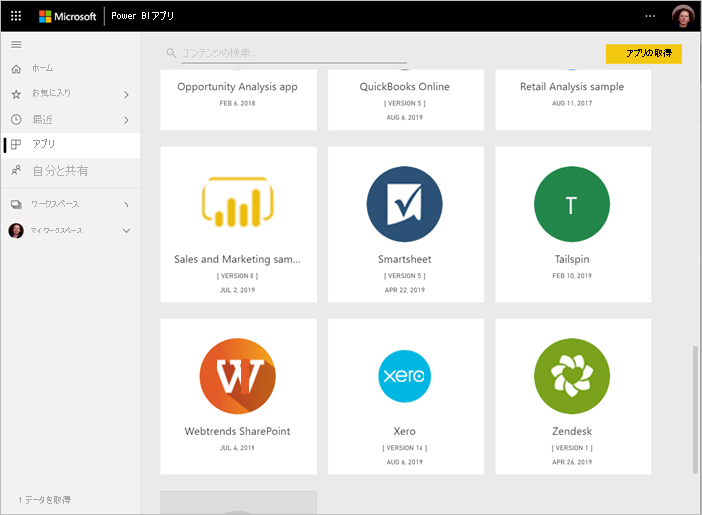 Microsoft
Power BIアプリ
ホーム
お気に入り
最近
アプリ
自分と共有
ワークスペース
マイ ワークスペース
1 データを取得
コンテンツの検索...
アプリの取得
Opportunity Analysis app
FEB 6, 2018
QuickBooks Online
[ VERSION 5 ]
AUG 6, 2019
Retail Analysis sample
AUG 11, 2017
Sales and Marketing sam...
[ VERSION 8 ]
JUL 2, 2019
Smartsheet
[ VERSION 5 ]
APR 22, 2019
T
Tailspin
FEB 10, 2019
W
Webtrends SharePoint
JUL 4, 2019
xero
Xero
[ VERSION 14 ]
AUG 6, 2019
Zendesk
[ VERSION 1 ]
APR 26, 2019